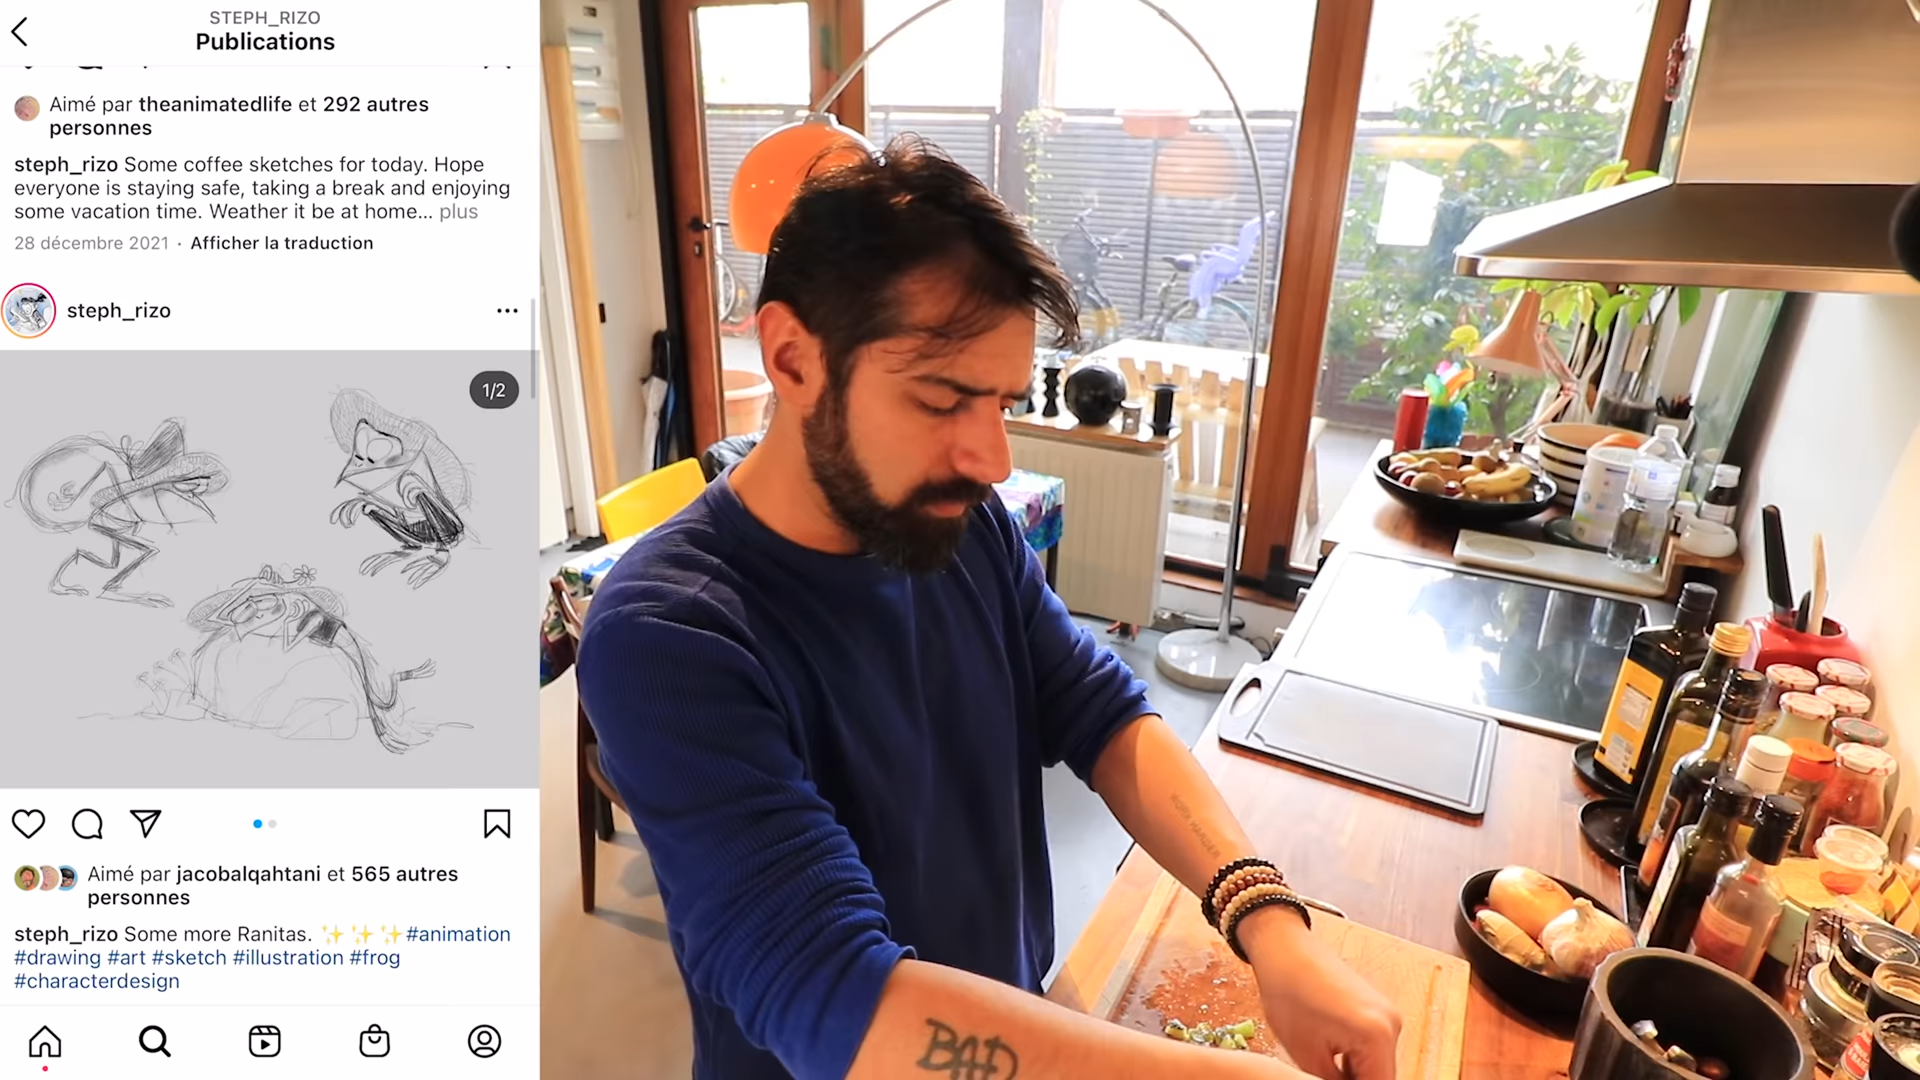 STEPH_RIZO
Publications
Aimé par theanimatedlife et 292 autres
personnes
steph_rizo Some coffee sketches for today. Hope
everyone is staying safe, taking a break and enjoying
some vacation time. Weather it be at home... plus
28 décembre 2021 · Afficher la traduction
steph_rizo
1/2
Aimé par jacobalqahtani et 565 autres
personnes
steph_rizo Some more Ranitas. ✨✨✨#animation
#drawing #art #sketch #illustration #frog
#characterdesign
BAD